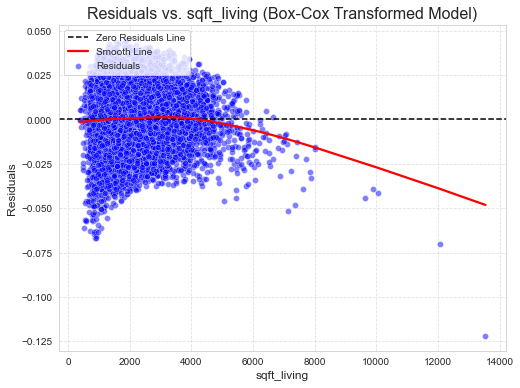 Residuals vs. sqft_living (Box-Cox Transformed Model)
Zero Residuals Line
Smooth Line
Residuals
0.050
0.025
0.000
−0.025
−0.050
−0.075
−0.100
−0.125
Residuals
0 2000 4000 6000 8000 10000 12000 14000
sqft_living